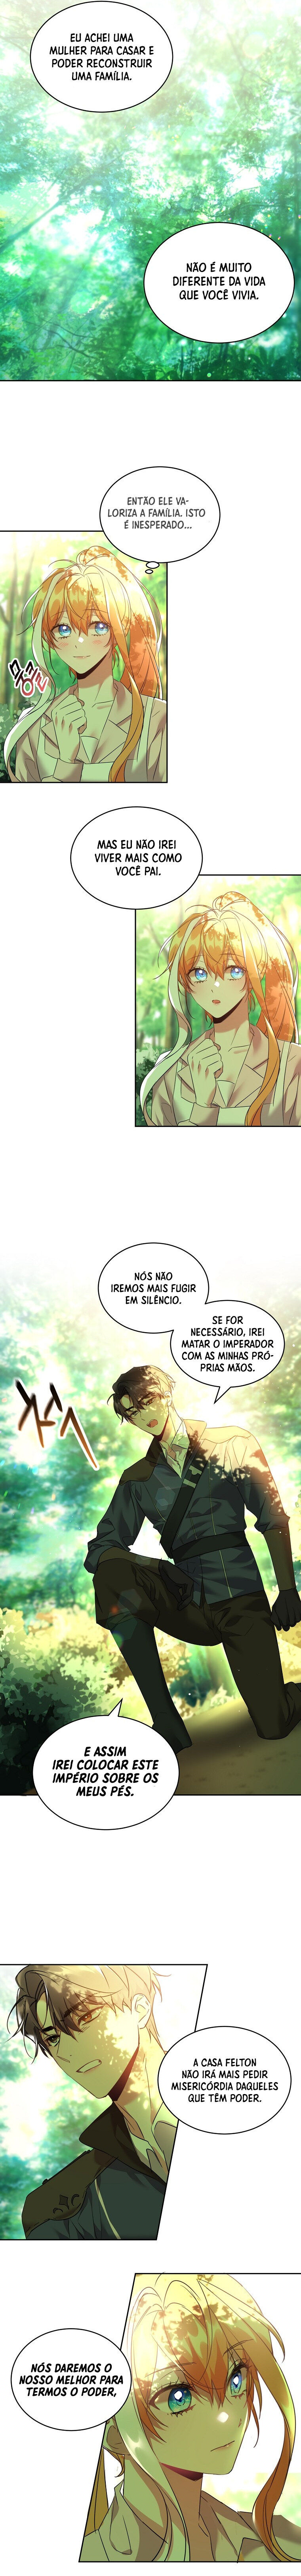 EU ACHEI UMA
MULHER PARA CASAR E
PODER RECONSTRUIR
UMA FAMÍLIA.
NÃO É MUITO
DIFERENTE DA VIDA
QUE VOCÊ VIVIA.
ENTÃO ELE VA-
LORIZA A FAMÍLIA. ISTO
É INESPERADO...
MAS EU NÃO IREI
VIVER MAIS COMO
VOCÊ PAI.
NÓS NÃO
IREMOS MAIS FUGIR
EM SILÊNCIO.
SE FOR
NECESSÁRIO, IREI
MATAR O IMPERADOR
COM AS MINHAS PRÓ-
PRIAS MÃOS.
E ASSIM
IREI COLOCAR ESTE
IMPÉRIO SOBRE OS
MEUS PÉS.
A CASA FELTON
NÃO IRÁ MAIS PEDIR
MISERICÓRDIA DAQUELES
QUE TÊM PODER.
NÓS DAREMOS O
NOSSO MELHOR PARA
TERMOS O PODER,